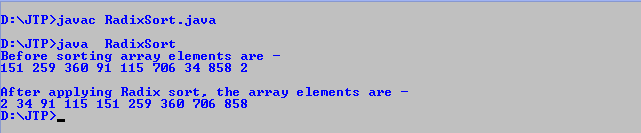 D:\JTP>javac RadixSort.java
D:\JTP>java  RadixSort
Before sorting array elements are -
151 259 360 91 115 706 34 858 2
After applying Radix sort, the array elements are -
2 34 91 115 151 259 360 706 858
D:\JTP>_